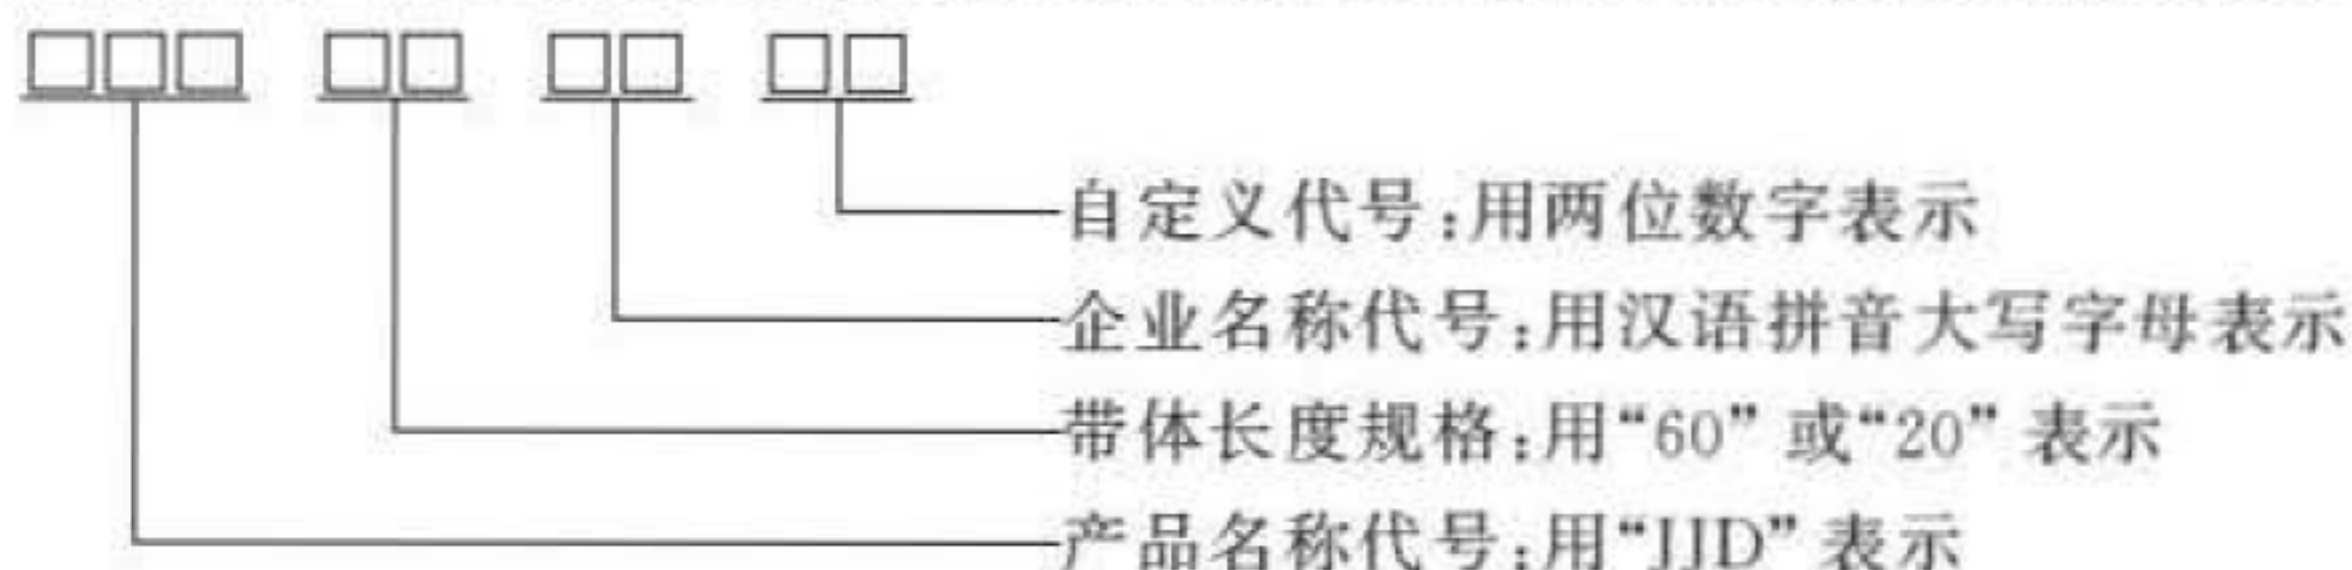 □□□ □□ □□ □□
自定义代号:用两位数字表示
企业名称代号:用汉语拼音大写字母表示
带体长度规格:用“60”或“20”表示
产品名称代号:用“JJD”表示